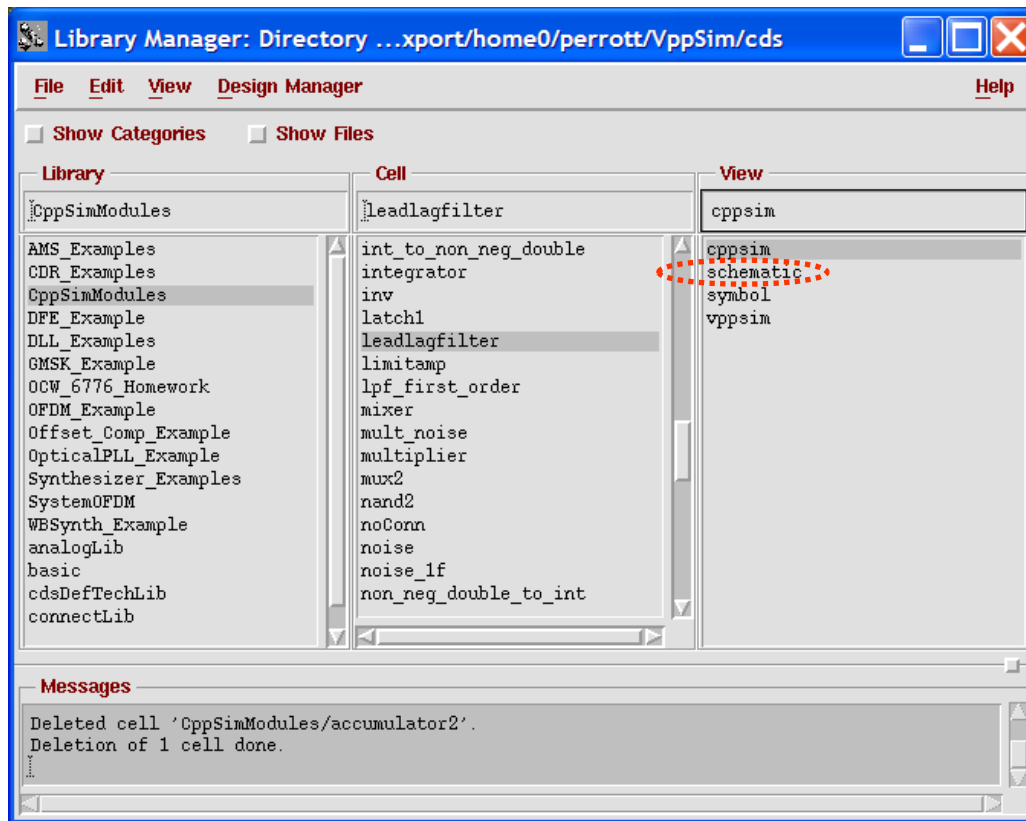 Library Manager: Directory ...xport/home0/perrott/VppSim/cds
File Edit View Design Manager Help
Show Categories Show Files
Library Cell View
CppSimModules leadlagfilter cppsim
AMS_Examples
CDR_Examples
CppSimModules
DFE_Example
DLL_Examples
GMSK_Example
OCW_6776_Homework
OFDM_Example
Offset_Comp_Example
OpticalPLL_Example
Synthesizer_Examples
SystemOFDM
WBSynth_Example
analogLib
basic
cdsDefTechLib
connectLib
int_to_non_neg_double
integrator
inv
latch1
leadlagfilter
limitamp
lpf_first_order
mixer
mult_noise
multiplier
mux2
nand2
noConn
noise
noise_1f
non_neg_double_to_int
cppsim
schematic
symbol
vppsim
Messages
Deleted cell 'CppSimModules/accumulator2'.
Deletion of 1 cell done.